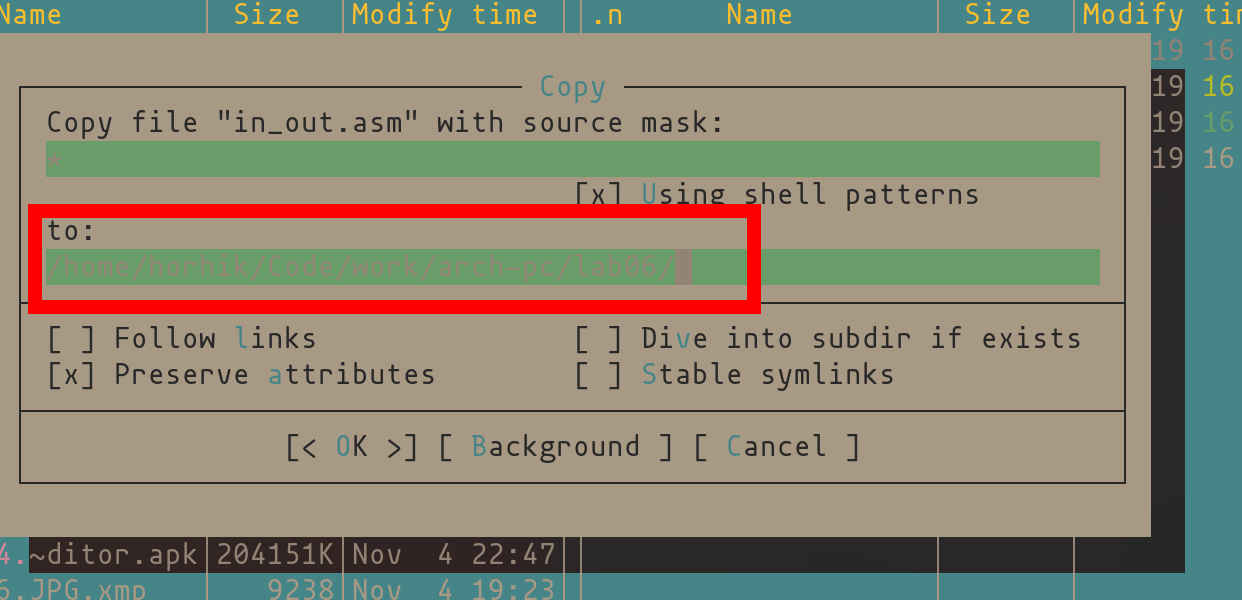 Name Size Modify time .n Name Size Modify
19 16
Copy
19 16
Copy file "in_out.asm" with source mask:
19 16
*
19 16
[x] Using shell patterns
to:
/home/horhik/Code/work/arch-pc/lab06/
[ ] Follow links [ ] Dive into subdir if exists
[x] Preserve attributes [ ] Stable symlinks
[< OK >] [ Background ] [ Cancel ]
4.~ditor.apk 204151K Nov 4 22:47
6.JPG.xmp 9238 Nov 4 19:23